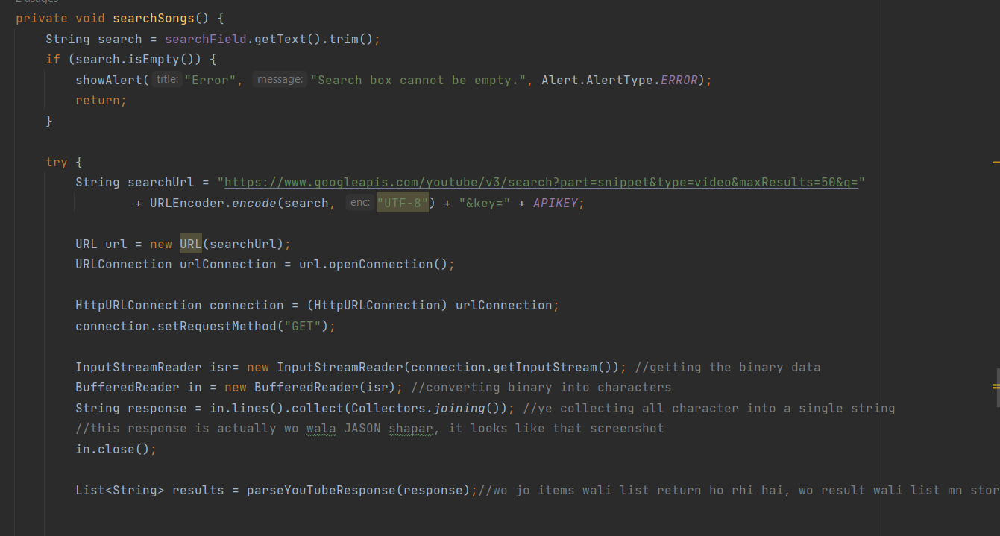 2 usages
private void searchSongs() {
String search = searchField.getText().trim();
if (search.isEmpty()) {
showAlert( title: "Error", message: "Search box cannot be empty.", Alert.AlertType.ERROR);
return;
}
try {
String searchUrl = "https://www.googleapis.com/youtube/v3/search?part=snippet&type=video&maxResults=50&q="
+ URLEncoder.encode(search, enc: "UTF-8") + "&key=" + APIKEY;
URL url = new URL(searchUrl);
URLConnection urlConnection = url.openConnection();
HttpURLConnection connection = (HttpURLConnection) urlConnection;
connection.setRequestMethod("GET");
InputStreamReader isr= new InputStreamReader(connection.getInputStream()); //getting the binary data
BufferedReader in = new BufferedReader(isr); //converting binary into characters
String response = in.lines().collect(Collectors.joining()); //ye collecting all character into a single string
//this response is actually wo wala JASON shapar, it looks like that screenshot
in.close();
List<String> results = parseYouTubeResponse(response);//wo jo items wali list return ho rhi hai, wo result wali list mn stor